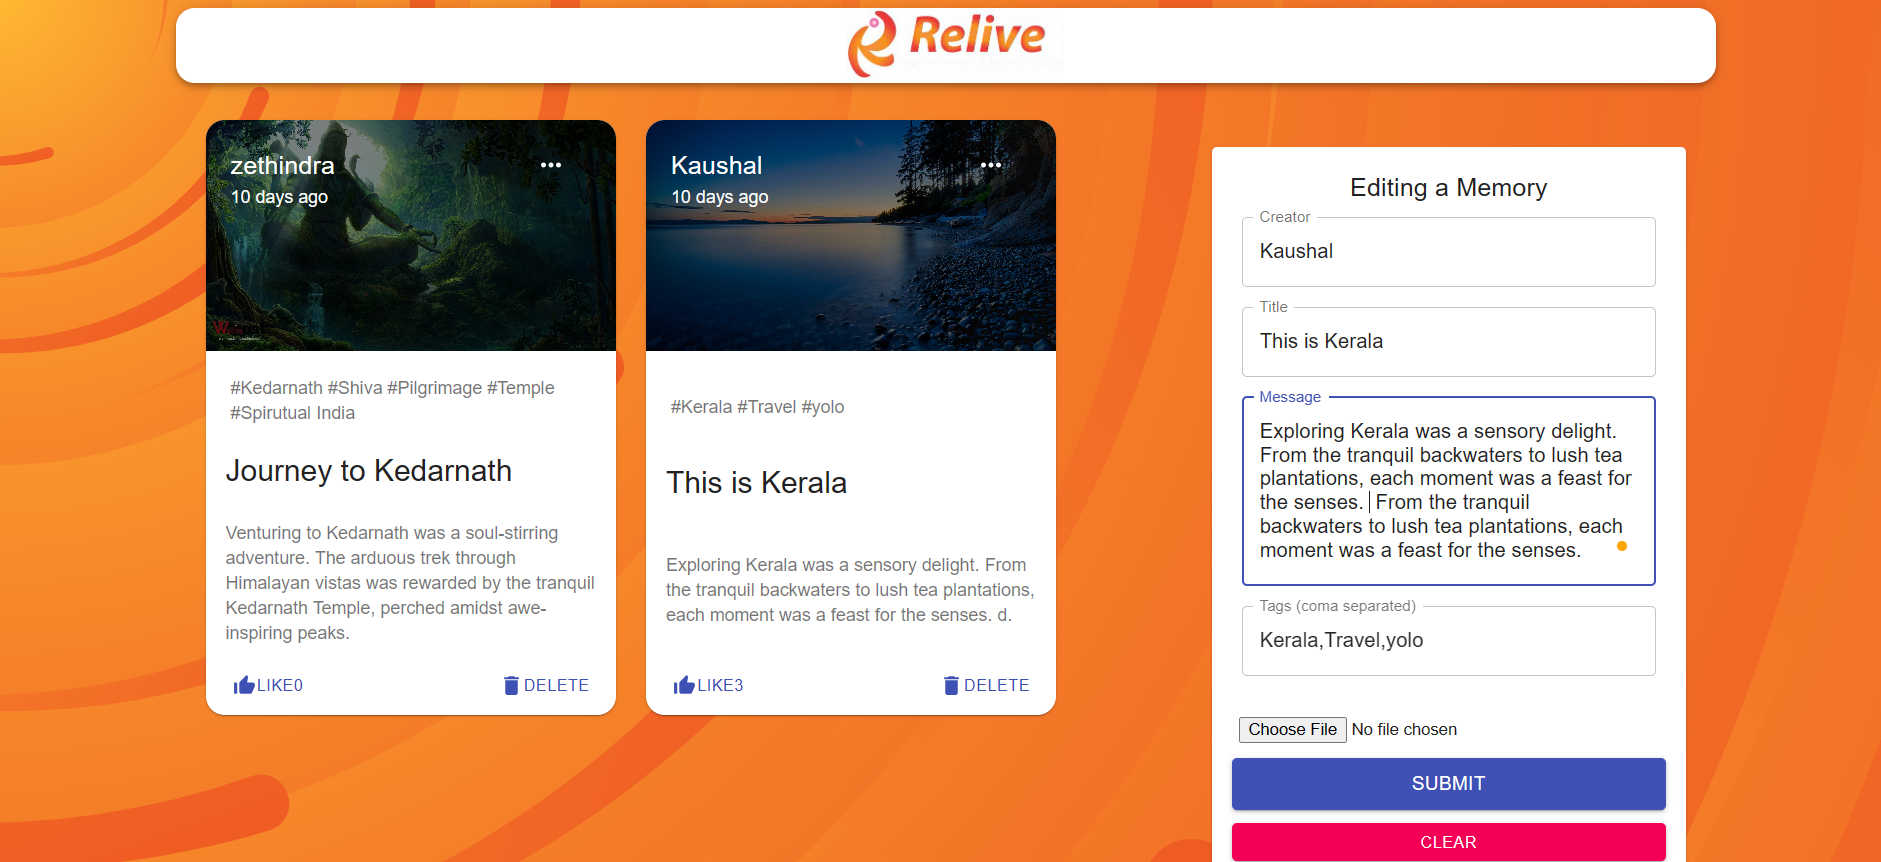 Relive
zethindra
10 days ago
#Kedarnath #Shiva #Pilgrimage #Temple
#Spirutual India
Journey to Kedarnath
Venturing to Kedarnath was a soul-stirring
adventure. The arduous trek through
Himalayan vistas was rewarded by the tranquil
Kedarnath Temple, perched amidst awe-
inspiring peaks.
LIKE0
DELETE
Kaushal
10 days ago
#Kerala #Travel #yolo
This is Kerala
Exploring Kerala was a sensory delight. From
the tranquil backwaters to lush tea plantations,
each moment was a feast for the senses. d.
LIKE3
DELETE
Editing a Memory
Creator
Kaushal
Title
This is Kerala
Message
Exploring Kerala was a sensory delight.
From the tranquil backwaters to lush tea
plantations, each moment was a feast for
the senses. From the tranquil
backwaters to lush tea plantations, each
moment was a feast for the senses.
Tags (coma separated)
Kerala,Travel,yolo
Choose File No file chosen
SUBMIT
CLEAR